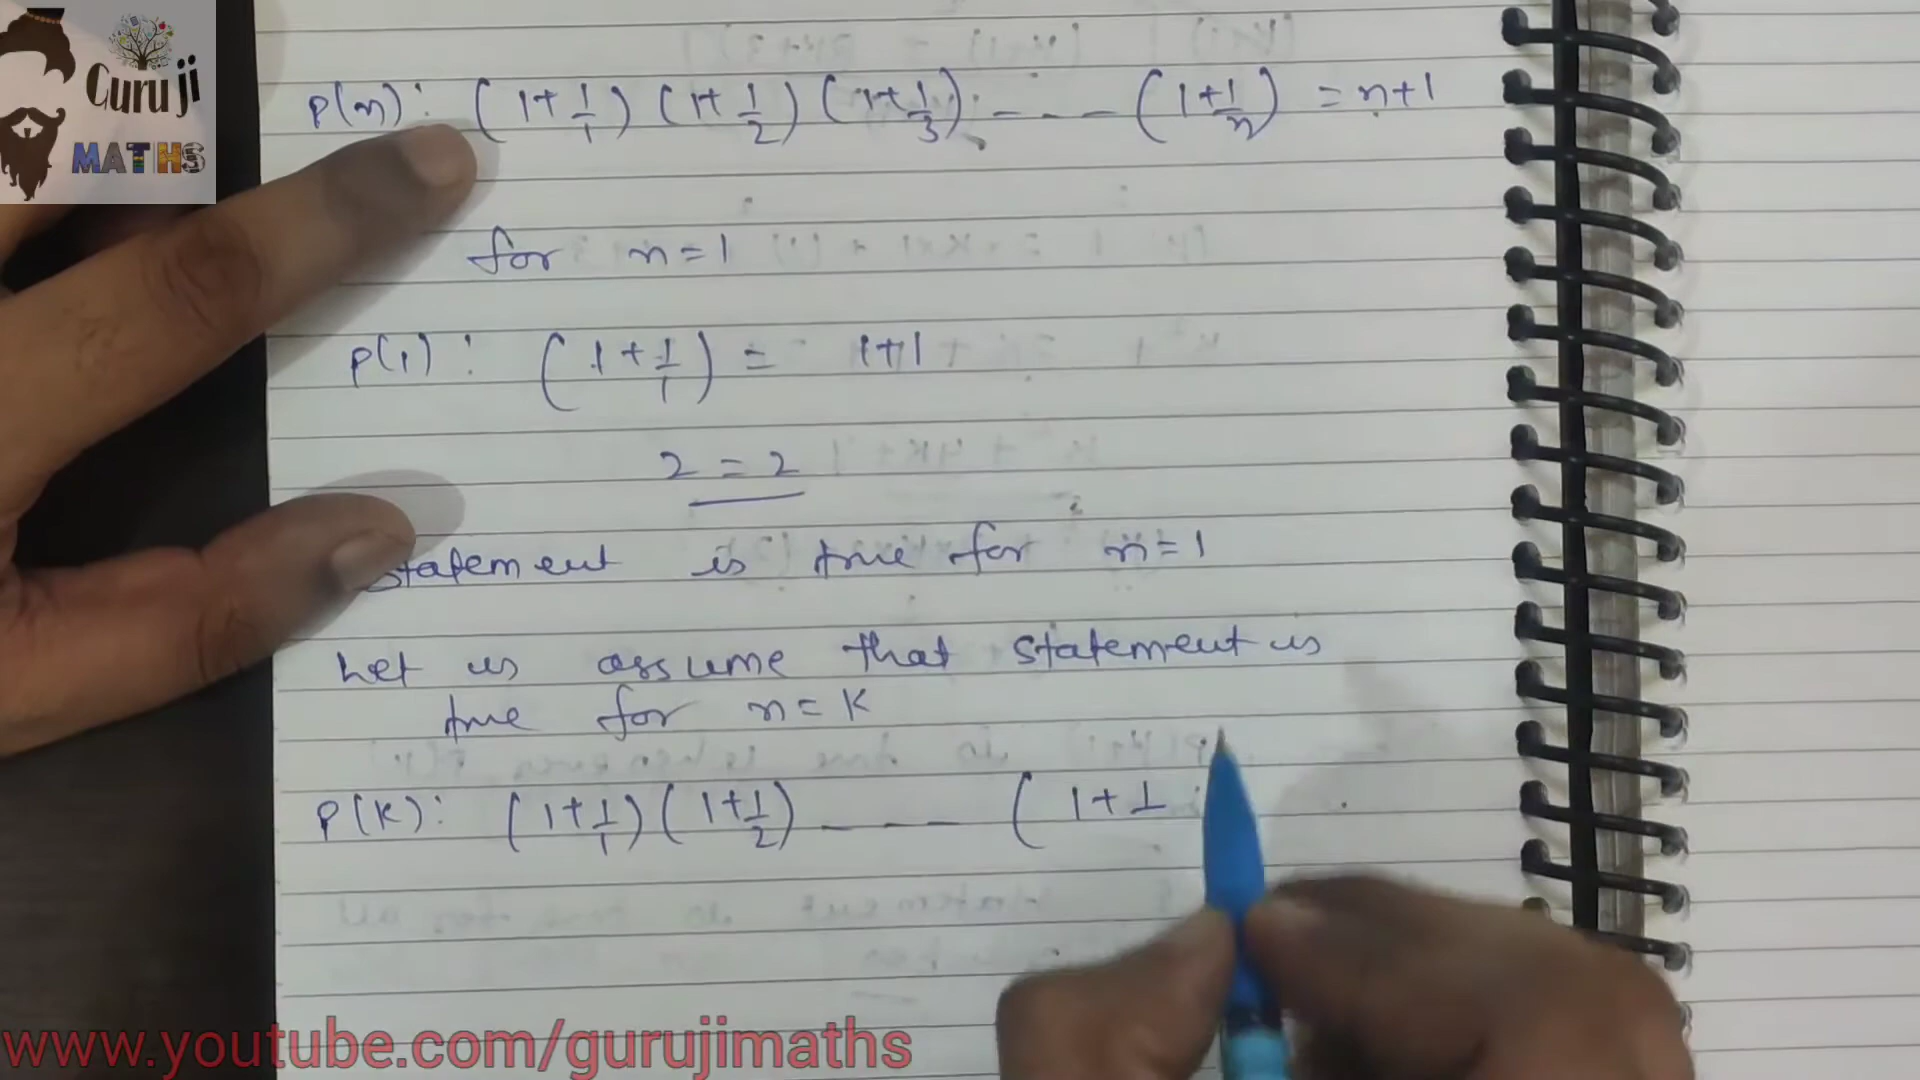 Guruji
MATHS
P(n): (1+1/1)(1+1/2)(1+1/3) - - - (1+1/n) = n+1
for n=1
P(1): (1+1/1) = 1+1
2 = 2
Statement is true for n=1
Let us assume that statement is
true for n=K
P(K): (1+1/1)(1+1/2) - - - (1+1
www.youtube.com/gurujimaths